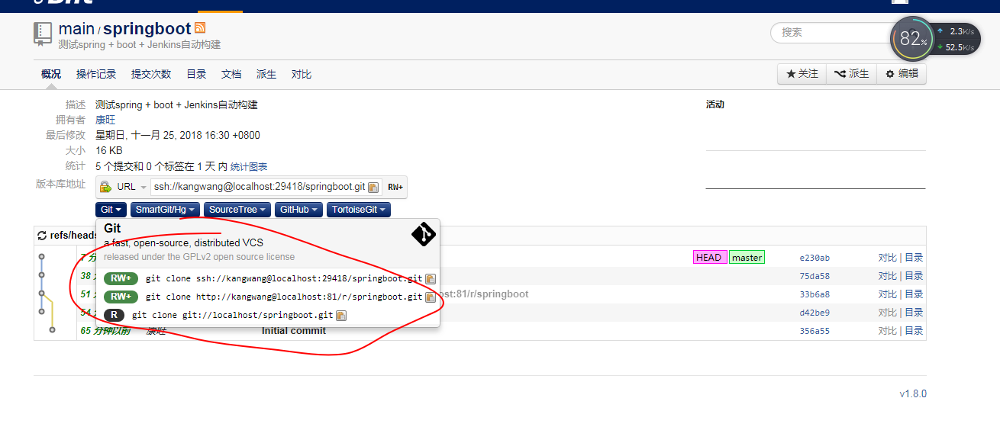 main / springboot
测试spring + boot + Jenkins自动构建
搜索
82%
2.3K/s
52.5K/s
概况 操作记录 提交次数 目录 文档 派生 对比
关注 派生 编辑
描述 测试spring + boot + Jenkins自动构建
活动
拥有者 康旺
最后修改 星期日, 十一月 25, 2018 16:30 +0800
大小 16 KB
统计 5 个提交和 0 个标签在 1 天 内 统计图表
版本库地址 URL ssh://kangwang@localhost:29418/springboot.git RW+
Git SmartGit/Hg SourceTree GitHub TortoiseGit
Git
refs/heads
a fast, open-source, distributed VCS
released under the GPLv2 open source license
HEAD master e230ab 对比 | 目录
RW+ git clone ssh://kangwang@localhost:29418/springboot.git
38 75da58 对比 | 目录
RW+ git clone http://kangwang@localhost:81/r/springboot.git
51 :81/r/springboot 33b6a8 对比 | 目录
R git clone git://localhost/springboot.git
54 d42be9 对比 | 目录
65 分钟以前 康旺 Initial commit 356a55 对比 | 目录
v1.8.0